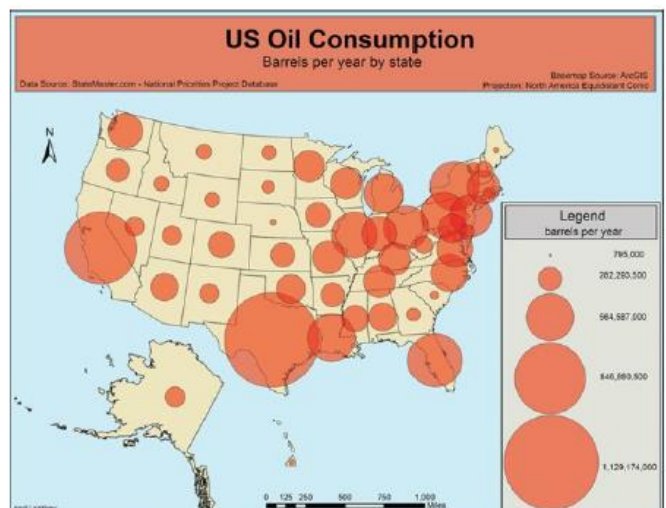 US Oil Consumption
Barrels per year by state
Data Source: StateMaster.com - National Priorities Project Database
Basemap Source: ArcGIS
Projection: North America Equidistant Conic
N
Legend
barrels per year
795,000
282,293,500
564,587,000
846,880,500
1,129,174,000
0 125 250 500 750 1,000
Miles